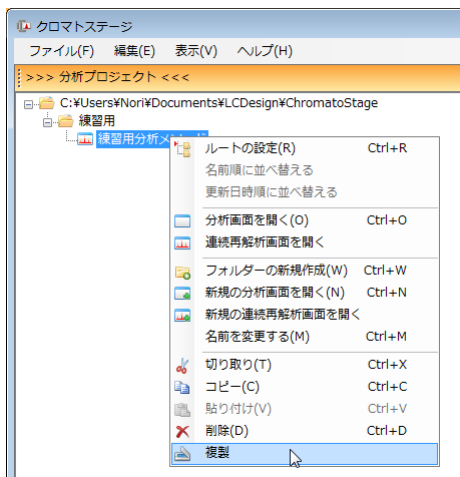 クロマトステージ
ファイル(F) 編集(E) 表示(V) ヘルプ(H)
>>> 分析プロジェクト <<<
C:¥Users¥Nori¥Documents¥LCDesign¥ChromatoStage
練習用
練習用分析メソッド
ルートの設定(R) Ctrl+R
名前順に並べ替える
更新日時順に並べ替える
分析画面を開く(O) Ctrl+O
連続再解析画面を開く
フォルダーの新規作成(W) Ctrl+W
新規の分析画面を開く(N) Ctrl+N
新規の連続再解析画面を開く
名前を変更する(M) Ctrl+M
切り取り(T) Ctrl+X
コピー(C) Ctrl+C
貼り付け(V) Ctrl+V
削除(D) Ctrl+D
複製